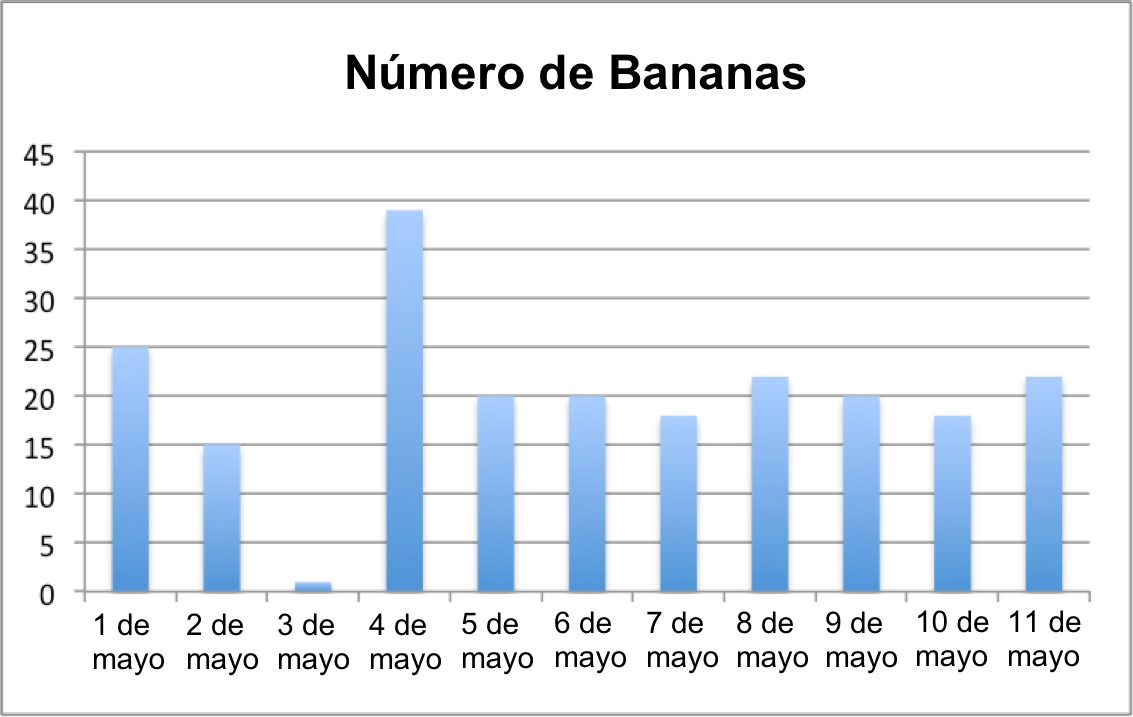 Número de Bananas
45
40
35
30
25
20
15
10
5
0
1 de mayo
2 de mayo
3 de mayo
4 de mayo
5 de mayo
6 de mayo
7 de mayo
8 de mayo
9 de mayo
10 de mayo
11 de mayo